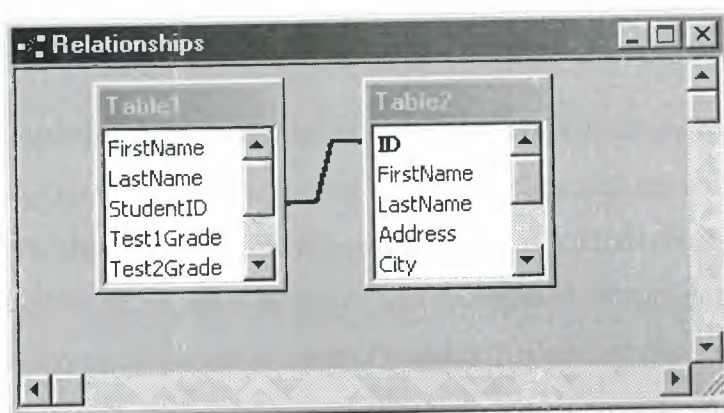 Relationships
Table1
FirstName
LastName
StudentID
Test1Grade
Test2Grade
Table2
ID
FirstName
LastName
Address
City